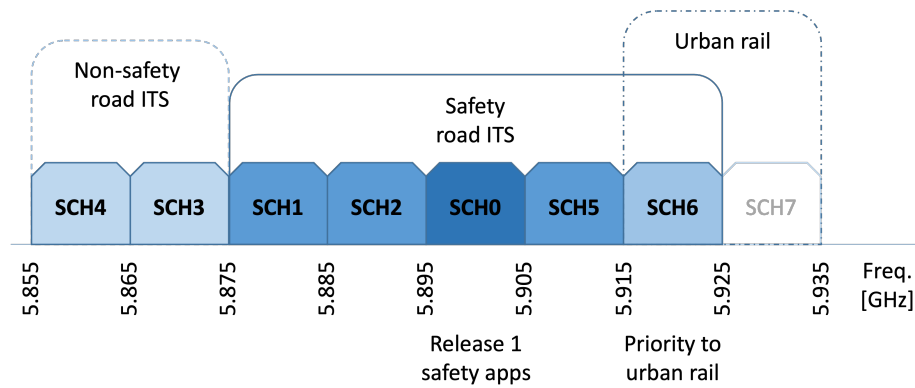 Urban rail
Non-safety
road ITS
Safety
road ITS
SCH4 SCH3 SCH1 SCH2 SCH0 SCH5 SCH6 SCH7
5.855 5.865 5.875 5.885 5.895 5.905 5.915 5.925 5.935
Freq.
[GHz]
Release 1
safety apps
Priority to
urban rail